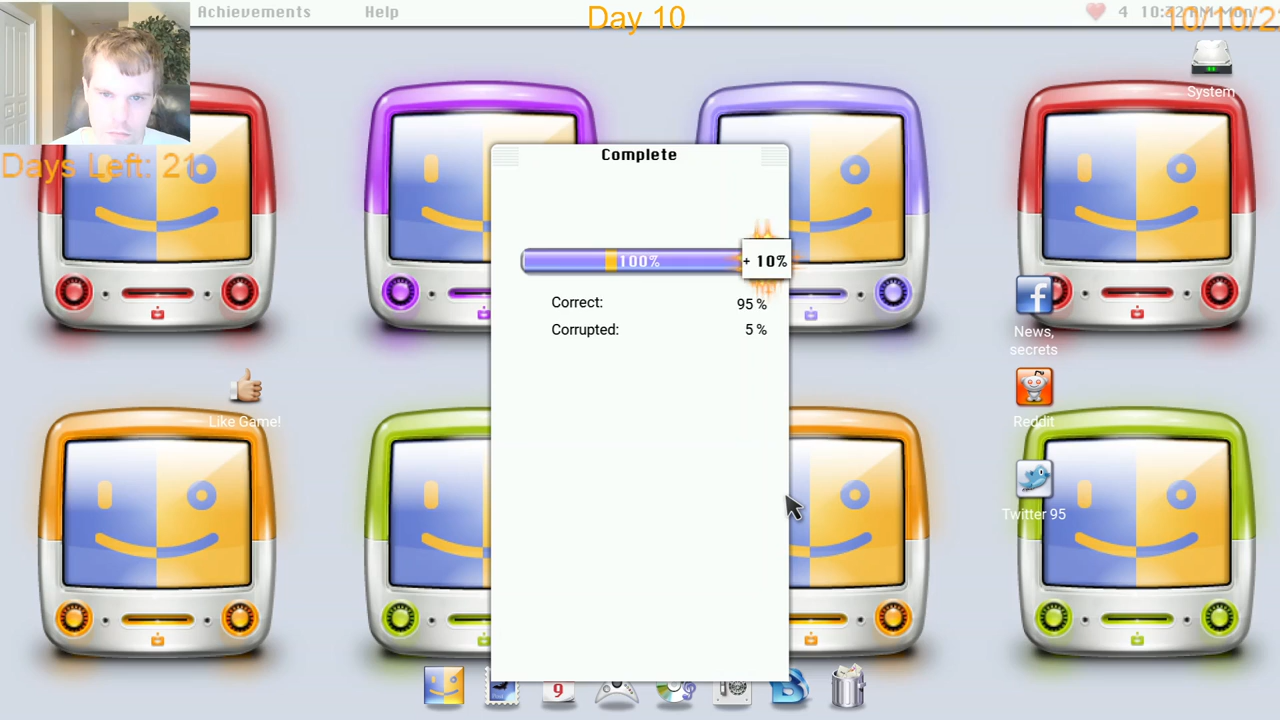 Achievements Help
Day 10
4
Days Left: 21
System
Complete
100%
+ 10%
Correct: 95 %
Corrupted: 5 %
News,
secrets
Like Game!
Reddit
Twitter 95
9